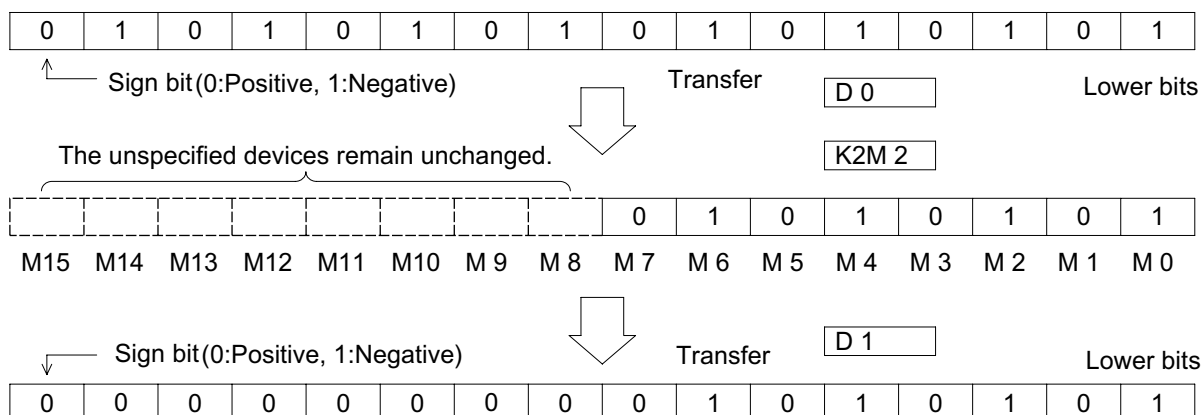 0 1 0 1 0 1 0 1 0 1 0 1 0 1 0 1
Sign bit(0:Positive, 1:Negative) Transfer D 0 Lower bits
The unspecified devices remain unchanged. K2M 2
0 1 0 1 0 1 0 1
M15 M14 M13 M12 M11 M10 M 9 M 8 M 7 M 6 M 5 M 4 M 3 M 2 M 1 M 0
Sign bit(0:Positive, 1:Negative) Transfer D 1 Lower bits
0 0 0 0 0 0 0 0 0 1 0 1 0 1 0 1